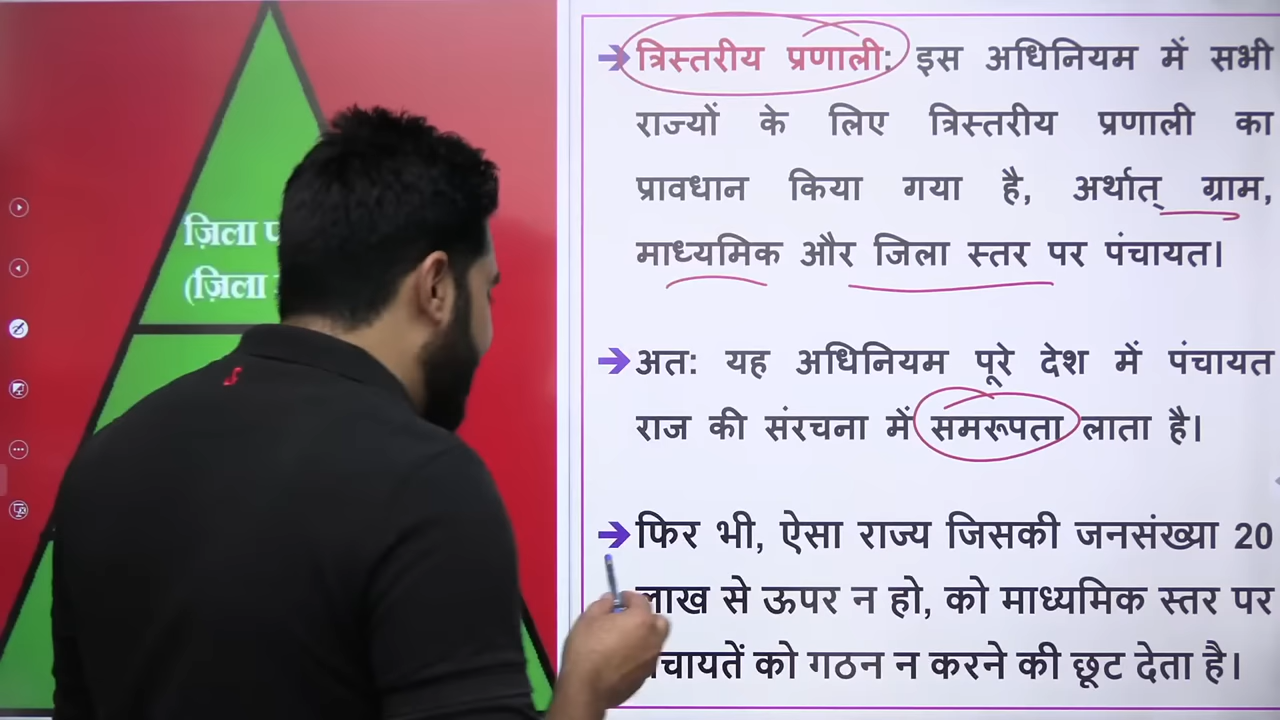 ज़िला
(ज़िला
त्रिस्तरीय प्रणाली: इस अधिनियम में सभी
राज्यों के लिए त्रिस्तरीय प्रणाली का
प्रावधान किया गया है, अर्थात् ग्राम,
माध्यमिक और जिला स्तर पर पंचायत।
अत: यह अधिनियम पूरे देश में पंचायत
राज की संरचना में समरूपता लाता है।
फिर भी, ऐसा राज्य जिसकी जनसंख्या 20
लाख से ऊपर न हो, को माध्यमिक स्तर पर
पंचायतें को गठन न करने की छूट देता है।